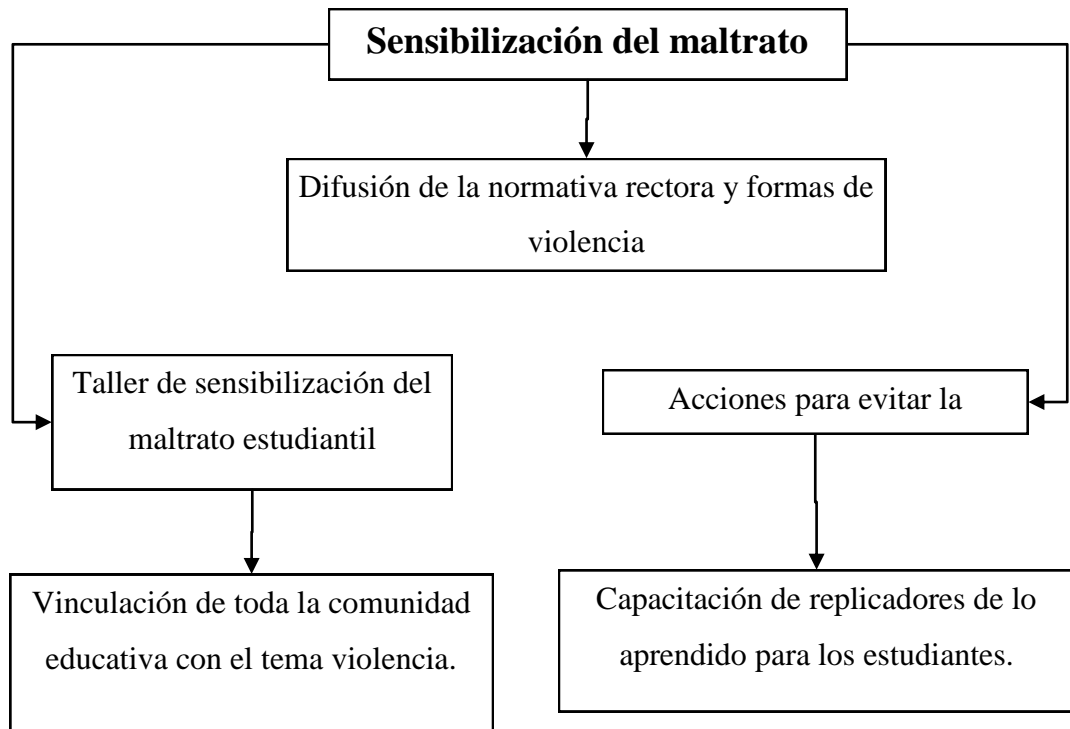 Sensibilización del maltrato
Difusión de la normativa rectora y formas de
violencia
Taller de sensibilización del
maltrato estudiantil
Acciones para evitar la
Vinculación de toda la comunidad
educativa con el tema violencia.
Capacitación de replicadores de lo
aprendido para los estudiantes.